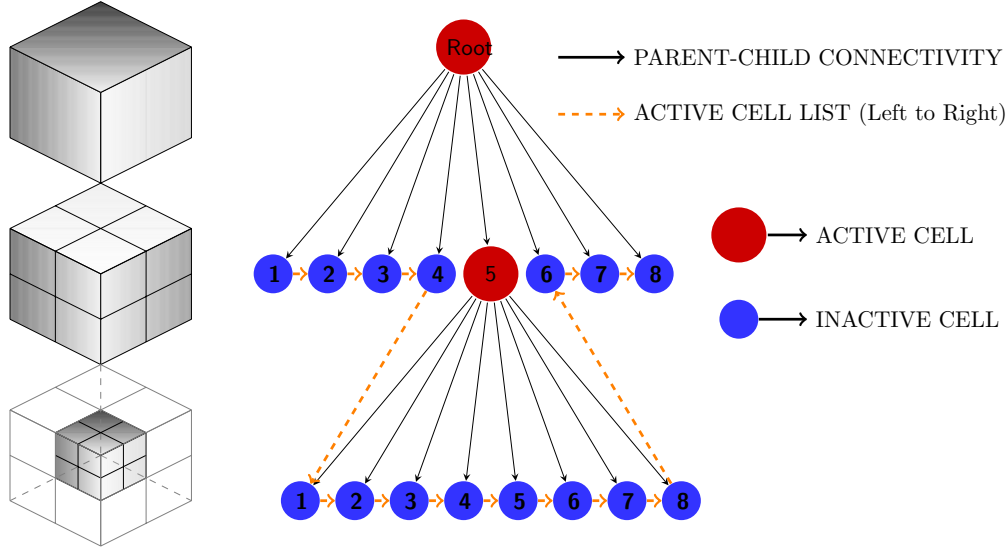 Root
PARENT-CHILD CONNECTIVITY
ACTIVE CELL LIST (Left to Right)
ACTIVE CELL
1 2 3 4 5 6 7 8
INACTIVE CELL
1 2 3 4 5 6 7 8